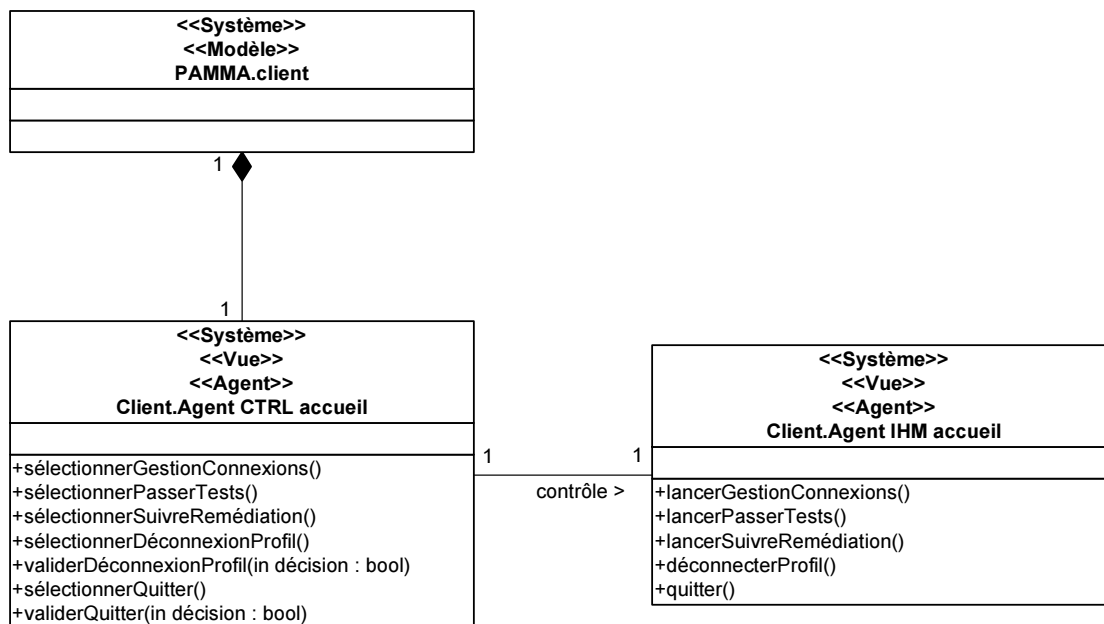 <<Système>>
<<Modèle>>
PAMMA.client
1
1
<<Système>>
<<Vue>>
<<Agent>>
Client.Agent CTRL accueil
+sélectionnerGestionConnexions()
+sélectionnerPasserTests()
+sélectionnerSuivreRemédiation()
+sélectionnerDéconnexionProfil()
+validerDéconnexionProfil(in décision : bool)
+sélectionnerQuitter()
+validerQuitter(in décision : bool)
1
1
contrôle >
<<Système>>
<<Vue>>
<<Agent>>
Client.Agent IHM accueil
+lancerGestionConnexions()
+lancerPasserTests()
+lancerSuivreRemédiation()
+déconnecterProfil()
+quitter()